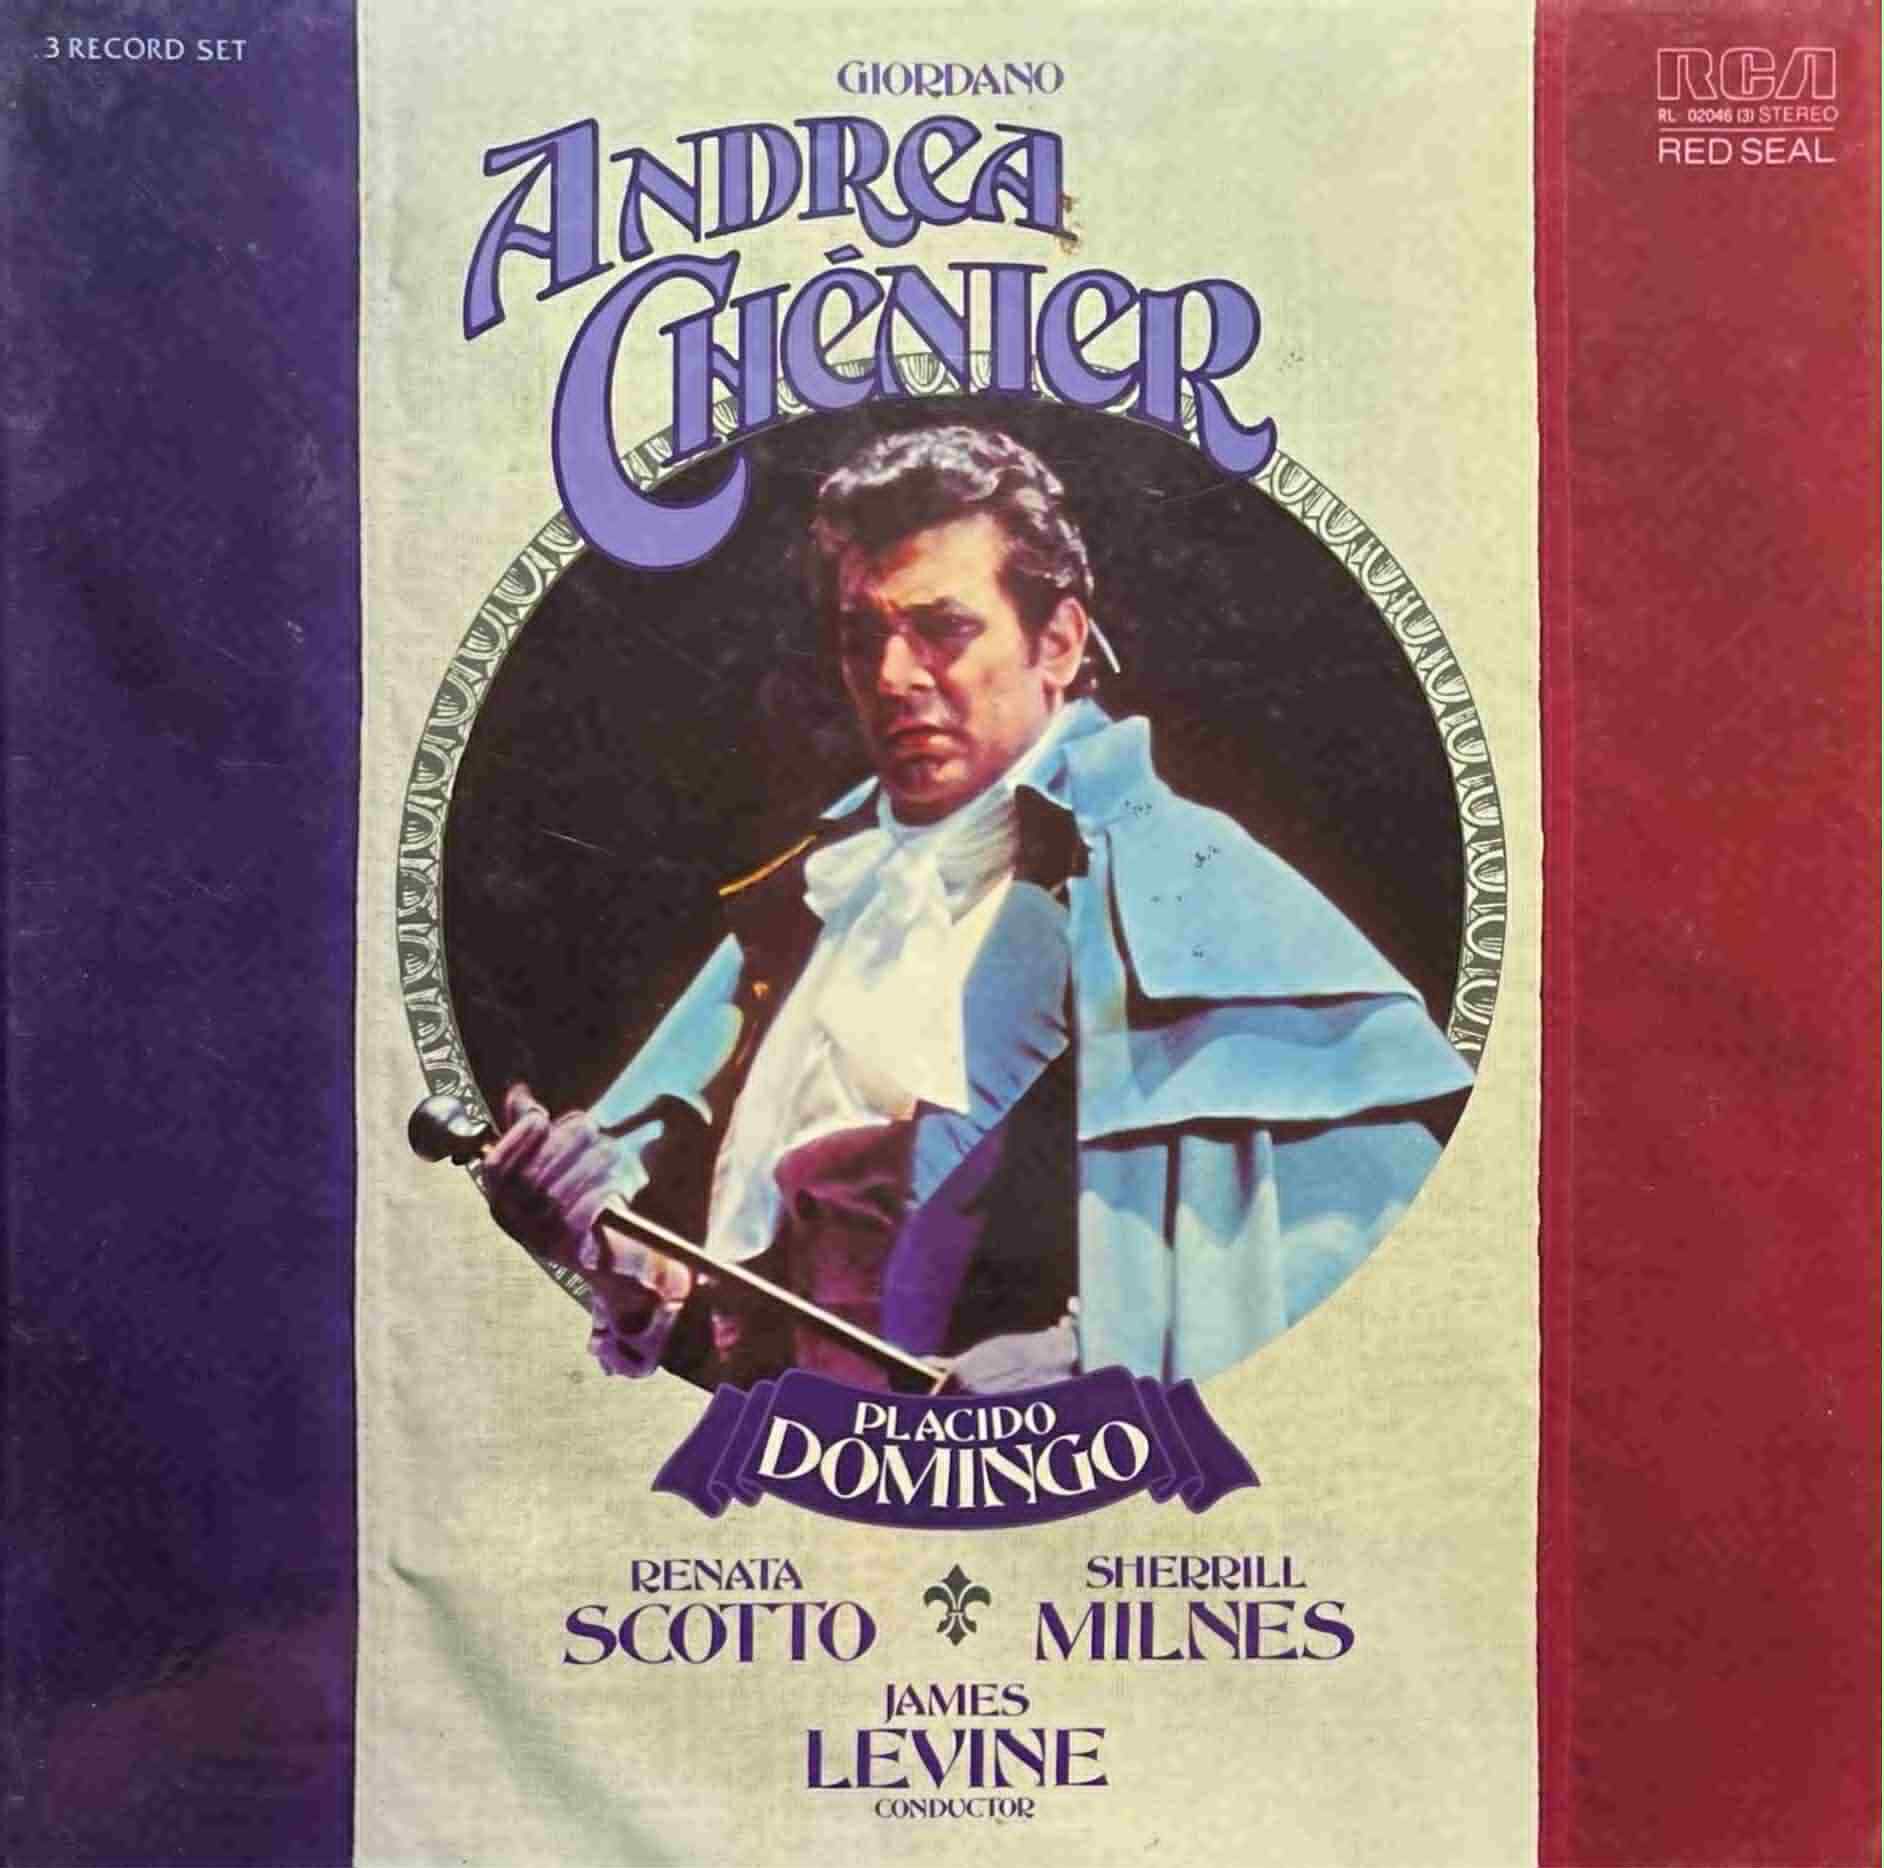 .3 RECORD SET
RCA
RL 02046 (3) STEREO
RED SEAL
GIORDANO
ANDREA
CHÉNIER
PLACIDO
DOMINGO
RENATA
SCOTTO
SHERRILL
MILNES
JAMES
LEVINE
CONDUCTOR